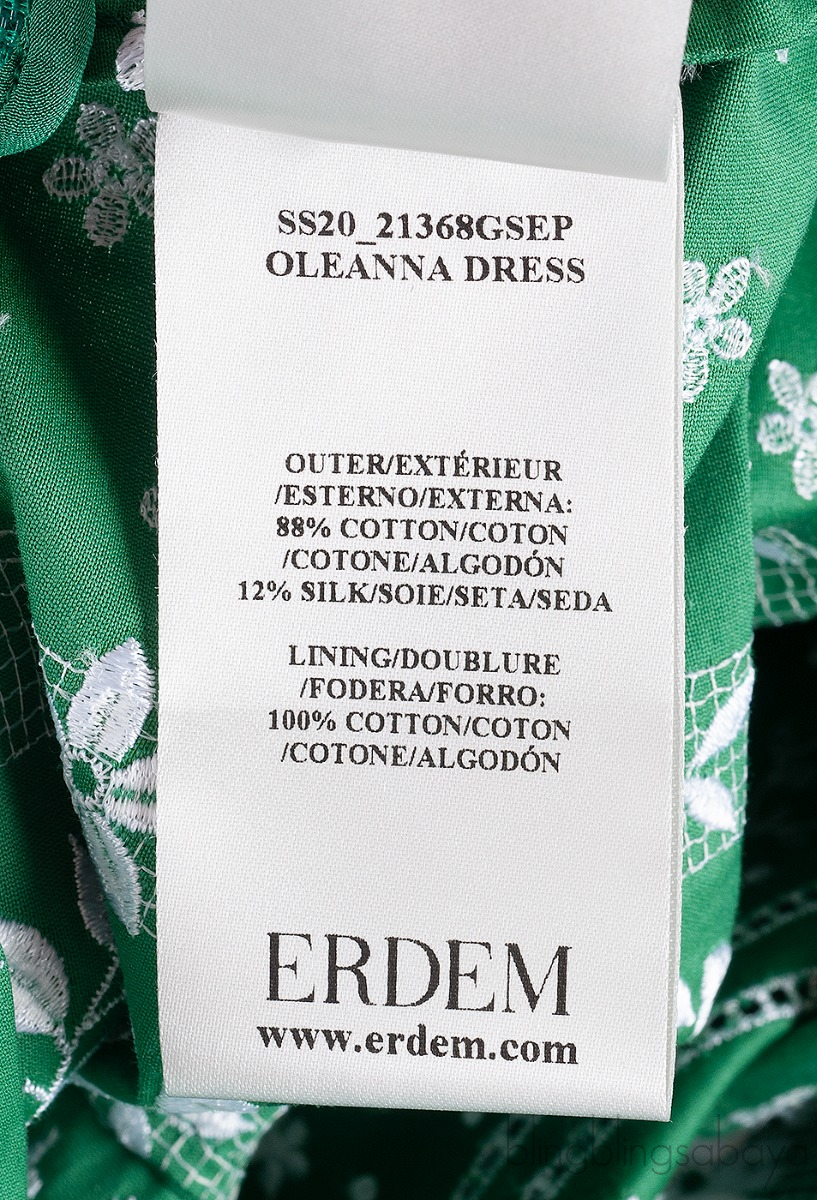 SS20_21368GSEP
OLEANNA DRESS
OUTER/EXTÉRIEUR
/ESTERNO/EXTERNA:
88% COTTON/COTON
/COTONE/ALGODÓN
12% SILK/SOIE/SETA/SEDA
LINING/DOUBLURE
/FODERA/FORRO:
100% COTTON/COTON
/COTONE/ALGODÓN
ERDEM
www.erdem.com
blingblingsabaya